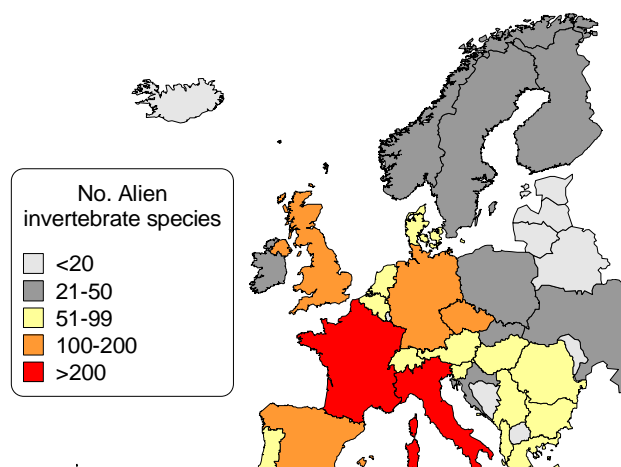 No. Alien
invertebrate species
<20
21-50
51-99
100-200
>200